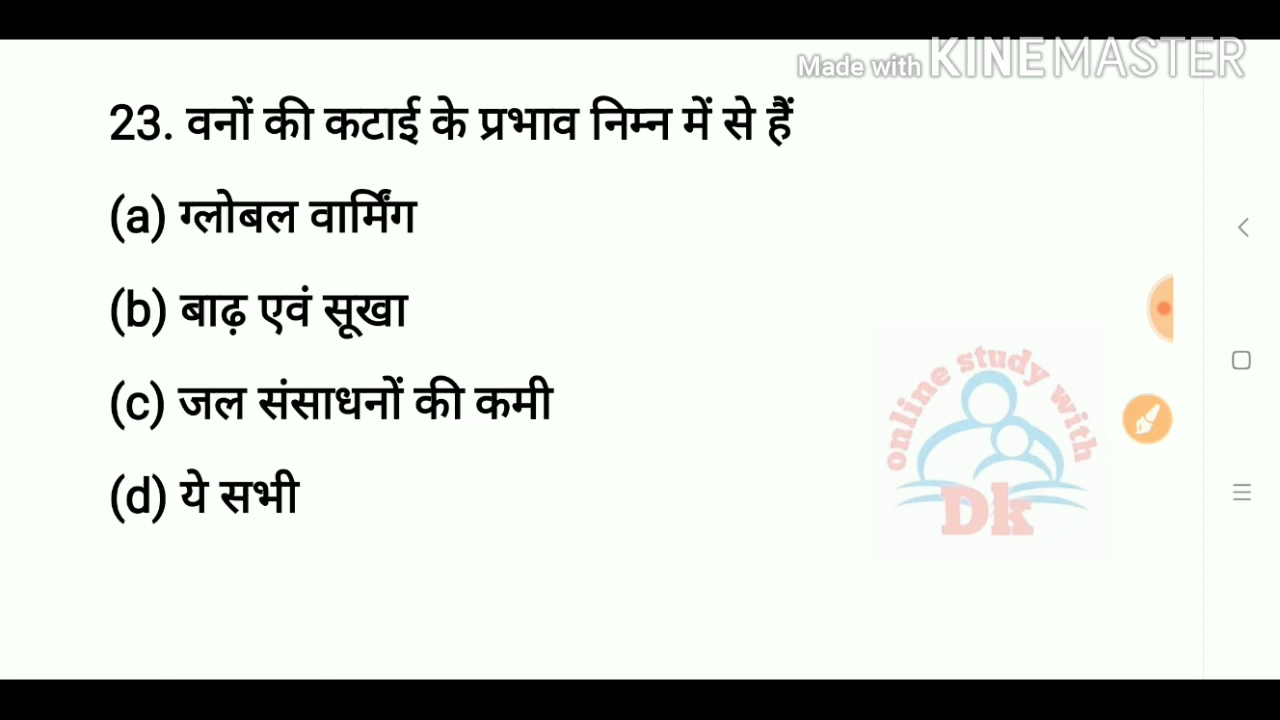 Made with KINEMASTER
23. वनों की कटाई के प्रभाव निम्न में से हैं
(a) ग्लोबल वार्मिंग
(b) बाढ़ एवं सूखा
(c) जल संसाधनों की कमी
(d) ये सभी
online study with
Dk